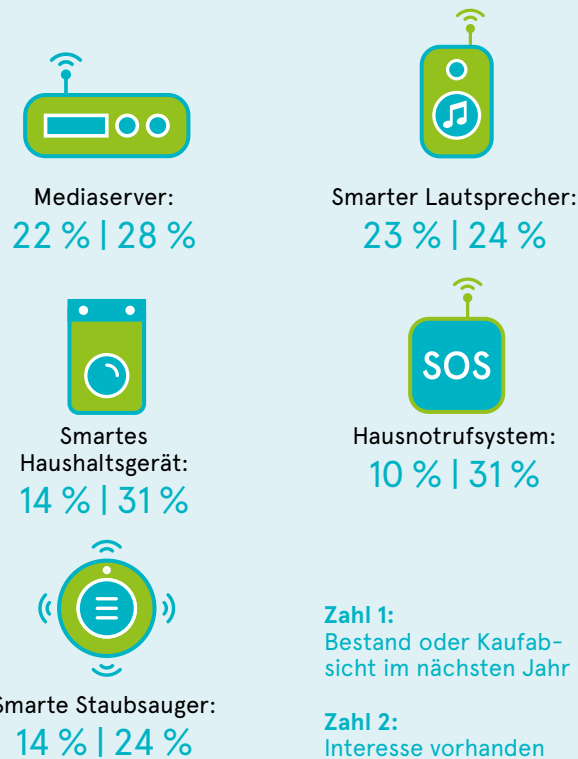 Mediaserver:
22 % | 28 %
Smarter Lautsprecher:
23 % | 24 %
Smartes
Haushaltsgerät:
14 % | 31 %
SOS
Hausnotrufsystem:
10 % | 31 %
Smarte Staubsauger:
14 % | 24 %
Zahl 1:
Bestand oder Kaufab-
sicht im nächsten Jahr
Zahl 2:
Interesse vorhanden